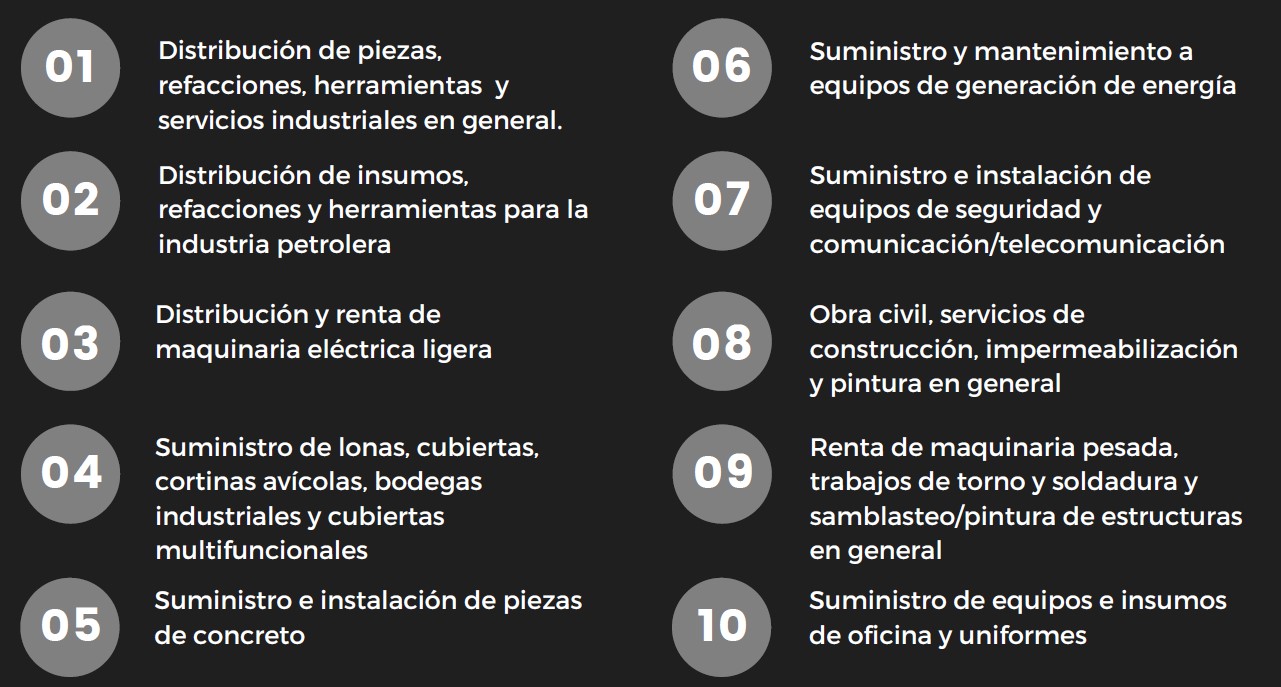 01
Distribución de piezas,
refacciones, herramientas y
servicios industriales en general.
02
Distribución de insumos,
refacciones y herramientas para la
industria petrolera
03
Distribución y renta de
maquinaria eléctrica ligera
04
Suministro de lonas, cubiertas,
cortinas avícolas, bodegas
industriales y cubiertas
multifuncionales
05
Suministro e instalación de piezas
de concreto
06
Suministro y mantenimiento a
equipos de generación de energía
07
Suministro e instalación de
equipos de seguridad y
comunicación/telecomunicación
08
Obra civil, servicios de
construcción, impermeabilización
y pintura en general
09
Renta de maquinaria pesada,
trabajos de torno y soldadura y
samblasteo/pintura de estructuras
en general
10
Suministro de equipos e insumos
de oficina y uniformes